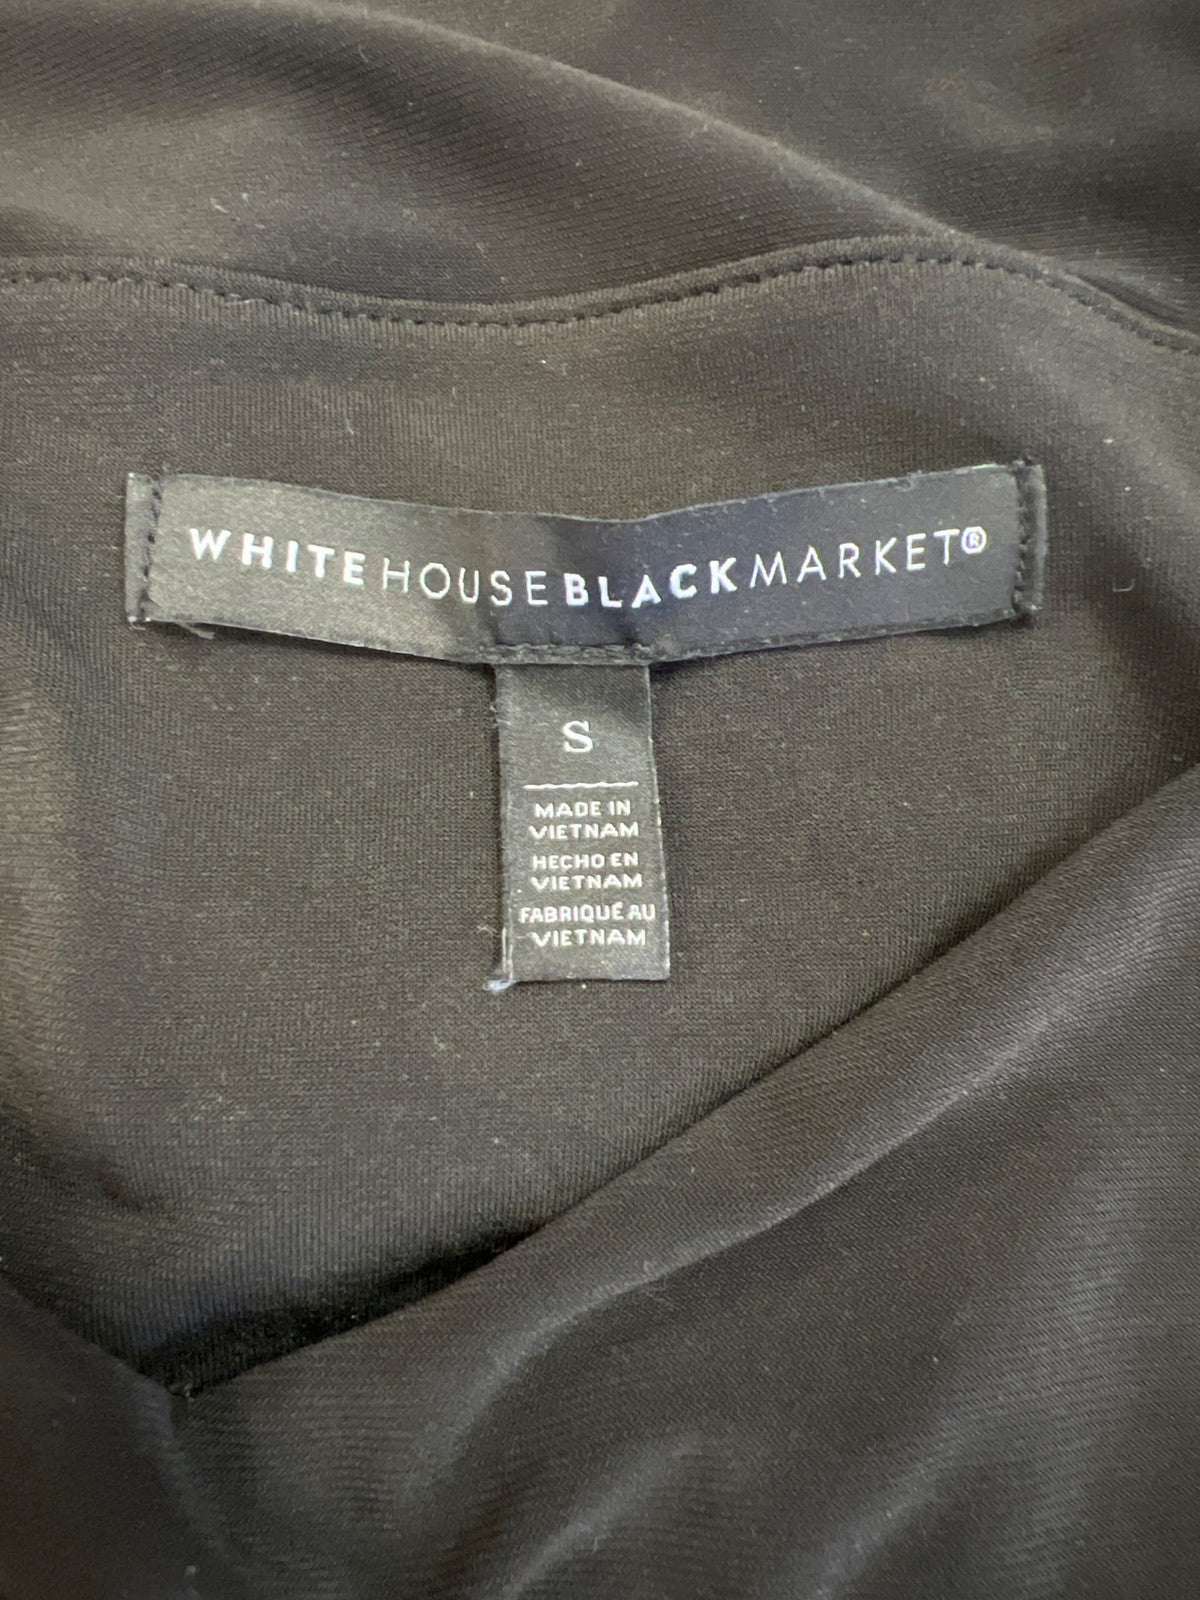 WHITEHOUSEBLACKMARKET®
S
MADE IN
VIETNAM
HECHO EN
VIETNAM
FABRIQUÉ AU
VIETNAM